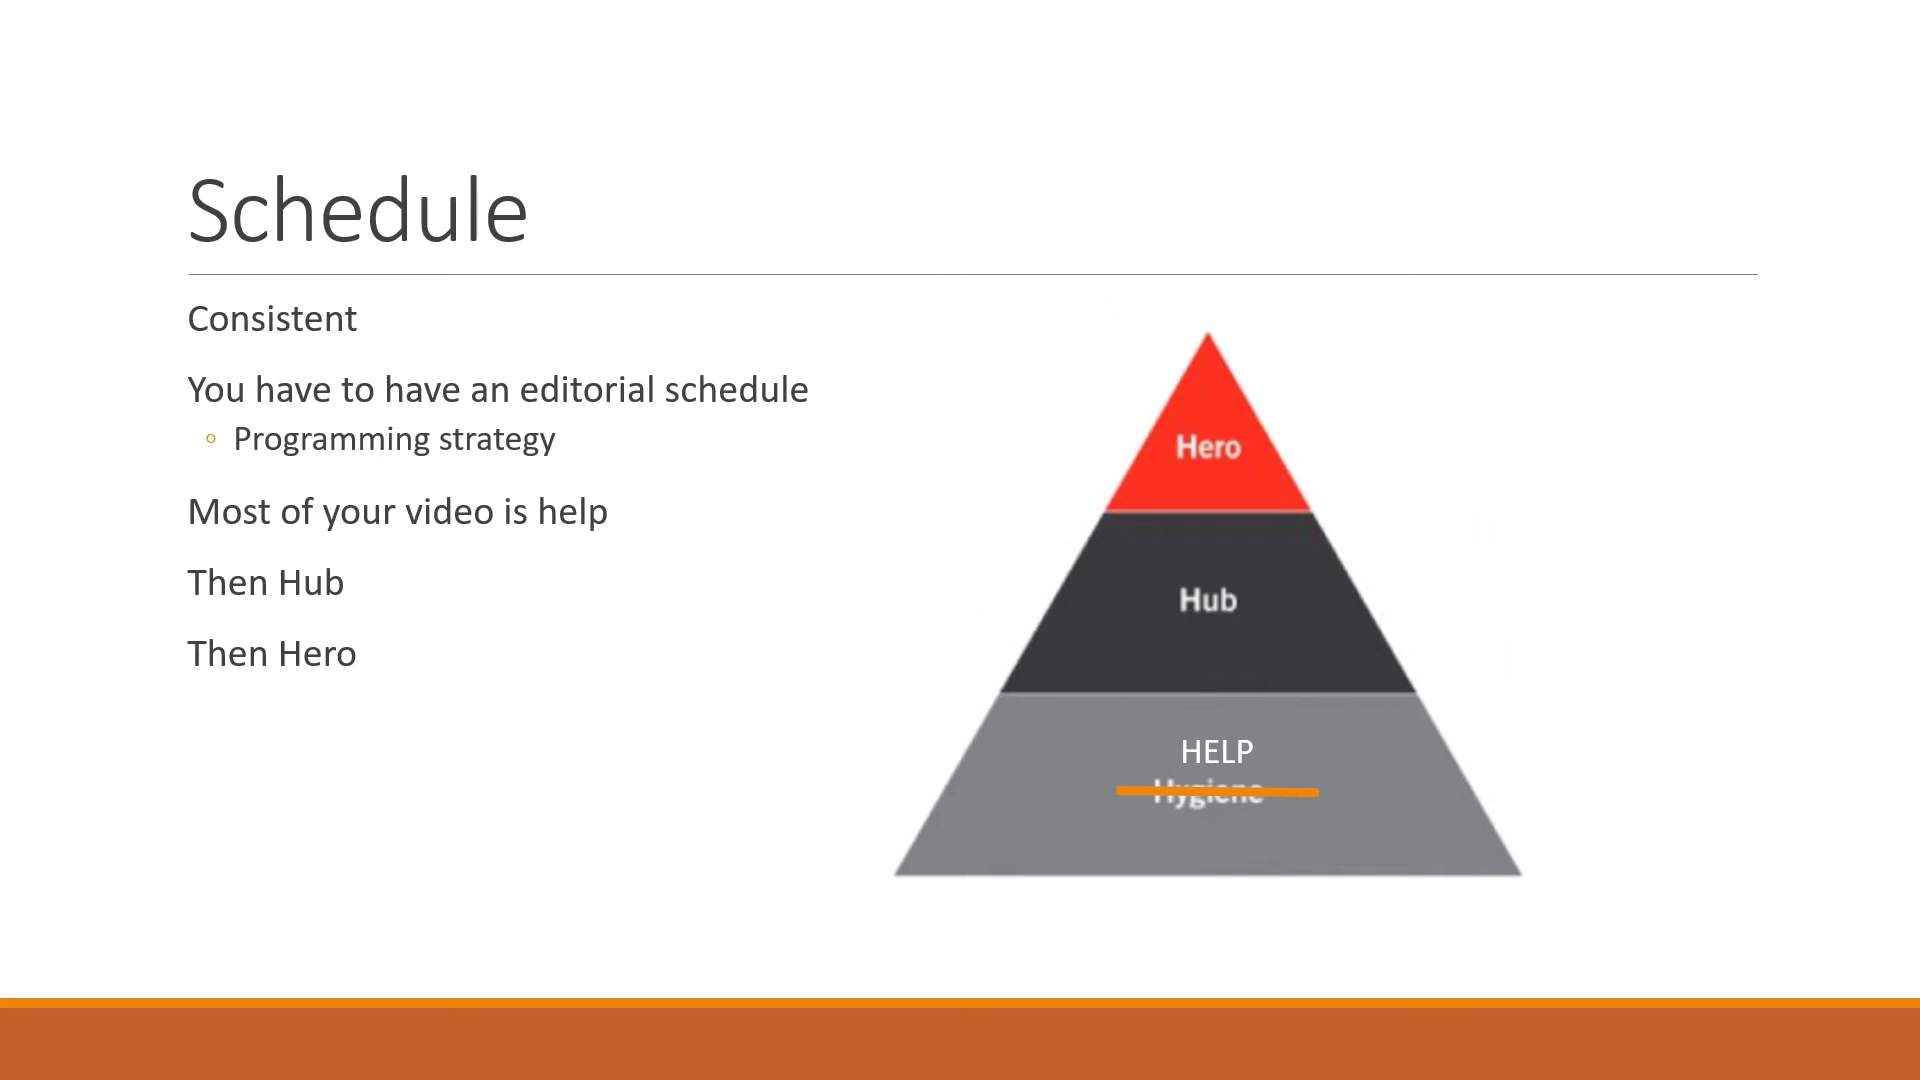 Schedule
Consistent
You have to have an editorial schedule
Programming strategy
Most of your video is help
Then Hub
Then Hero
Hero
Hub
HELP
Hygiene